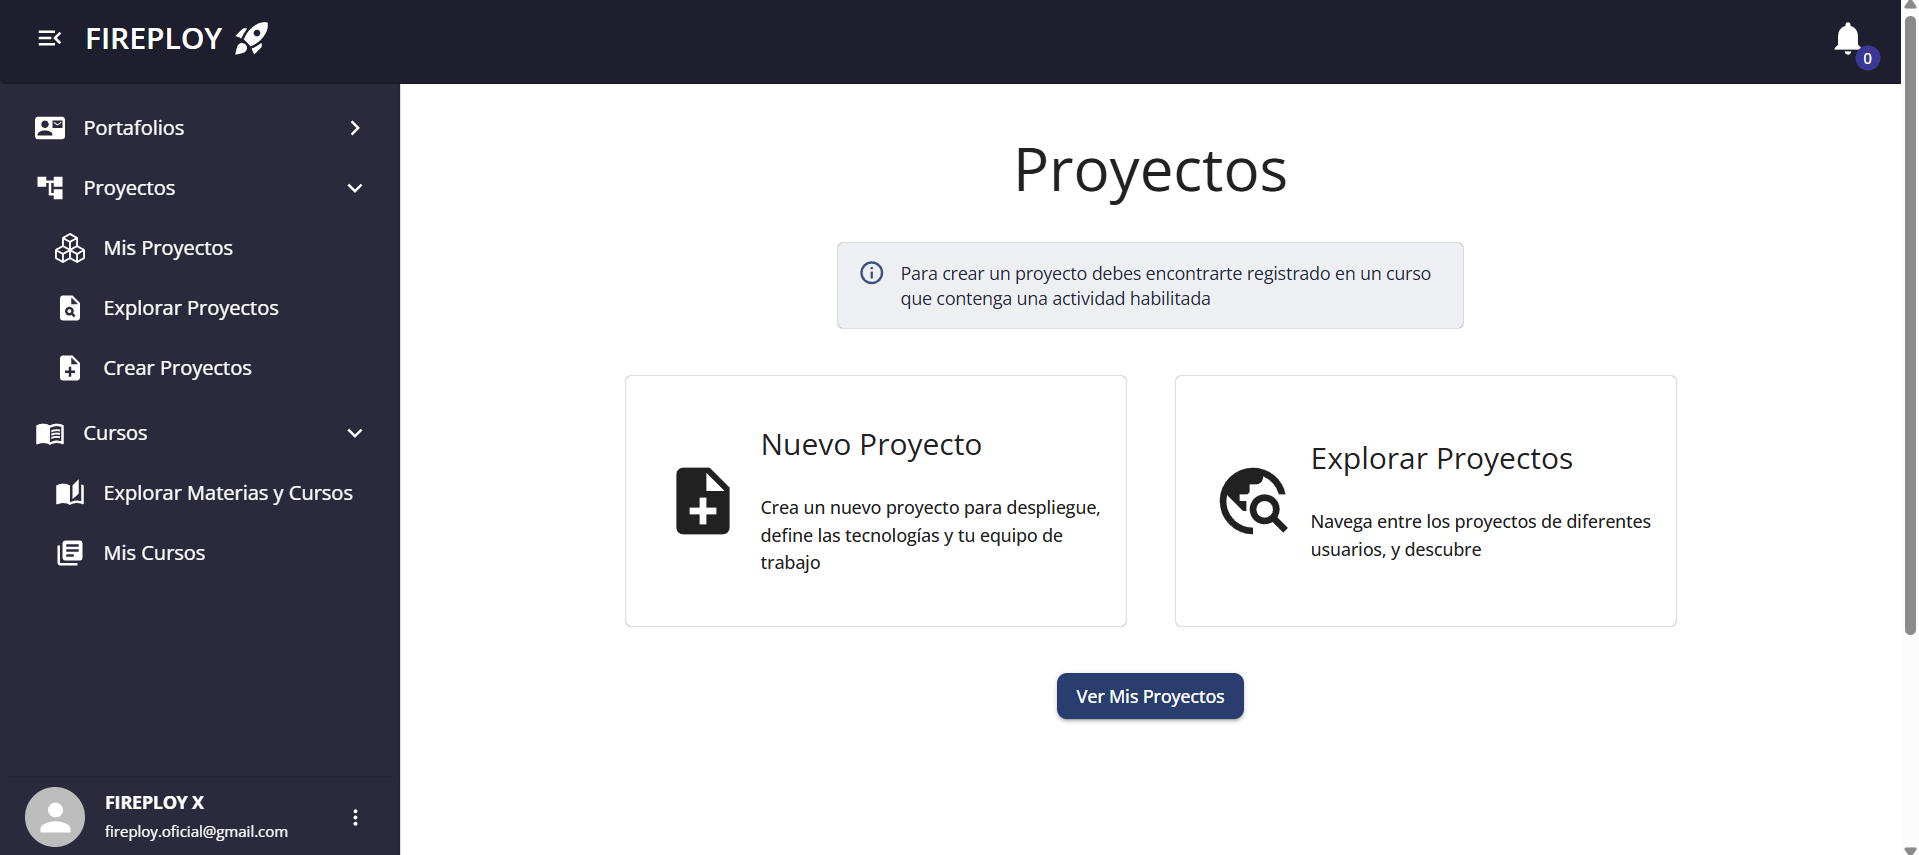 FIREPLOY
0
Portafolios
Proyectos
Mis Proyectos
Explorar Proyectos
Crear Proyectos
Cursos
Explorar Materias y Cursos
Mis Cursos
FIREPLOY X
fireploy.oficial@gmail.com
Proyectos
Para crear un proyecto debes encontrarte registrado en un curso
que contenga una actividad habilitada
Nuevo Proyecto
Crea un nuevo proyecto para despliegue,
define las tecnologías y tu equipo de
trabajo
Explorar Proyectos
Navega entre los proyectos de diferentes
usuarios, y descubre
Ver Mis Proyectos